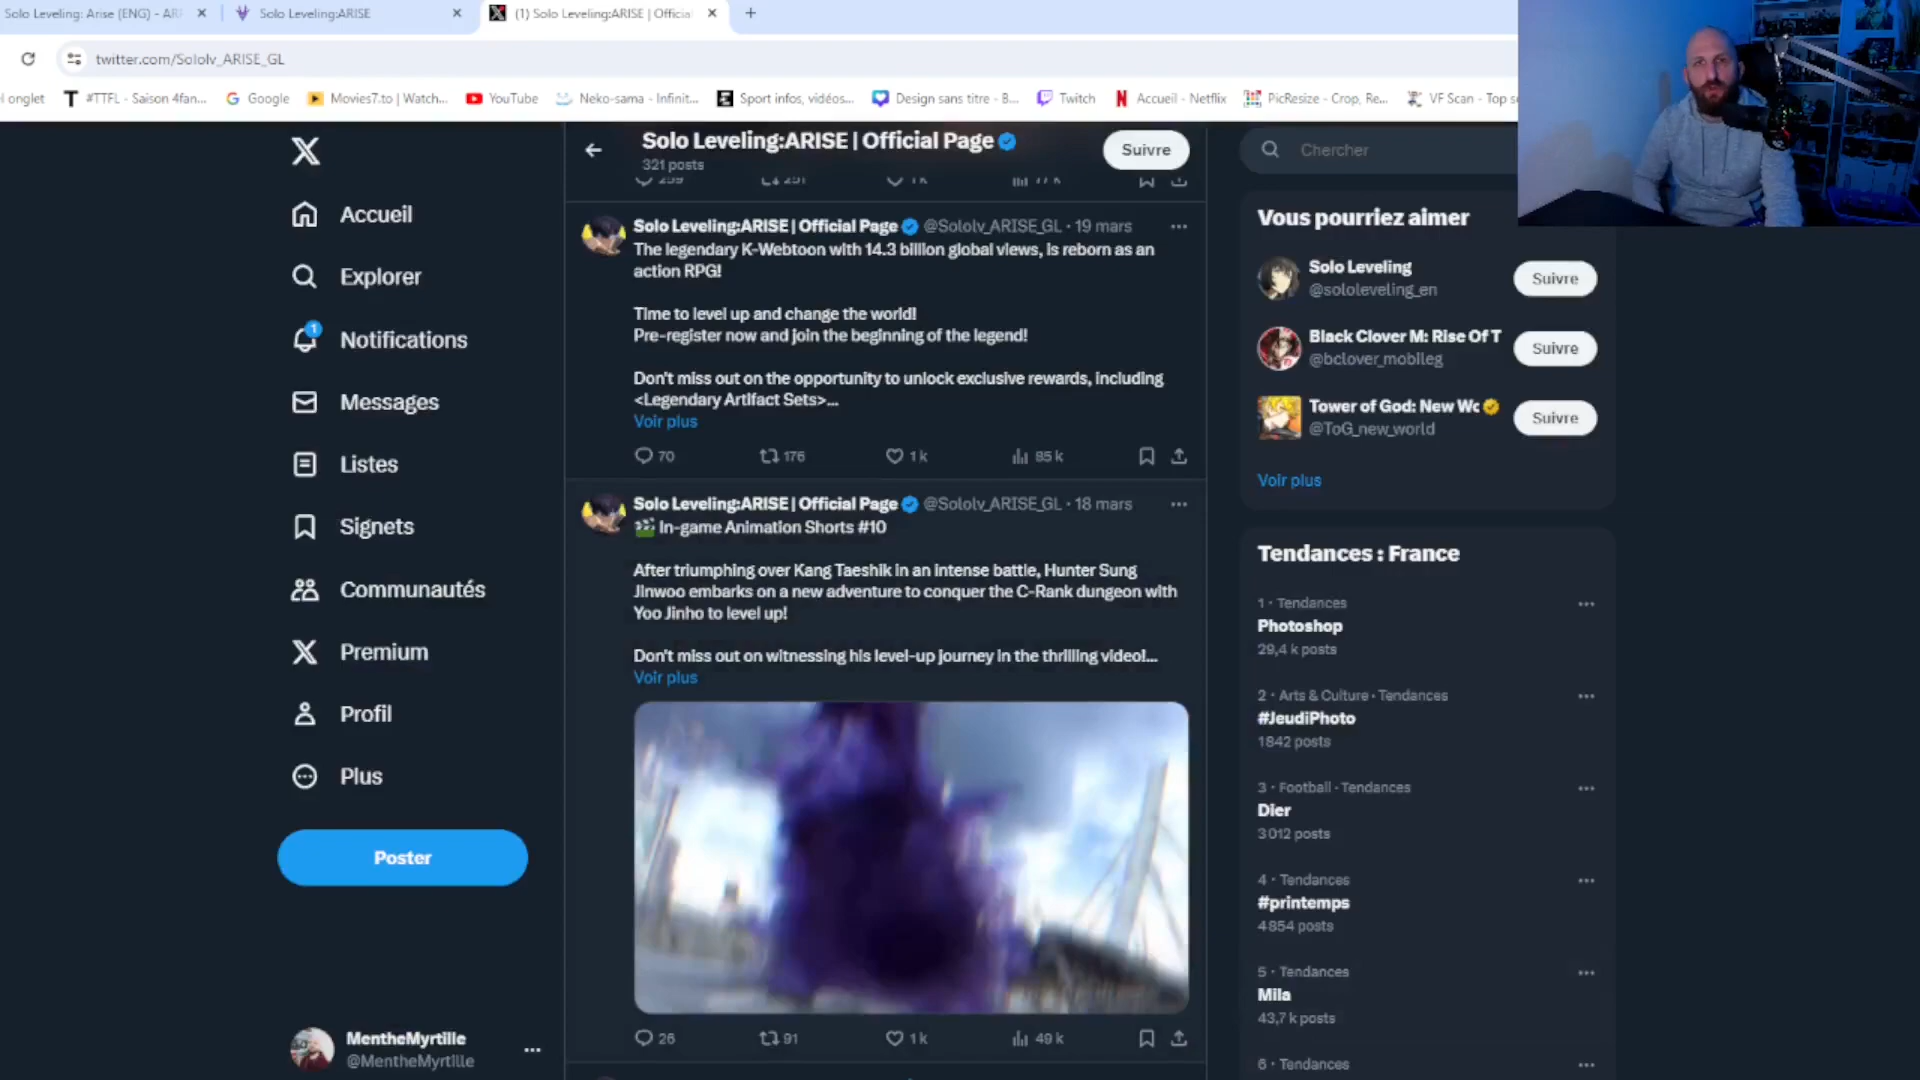 Solo Leveling: Arise (ENG) - ARP
Solo Leveling:ARISE
(1) Solo Leveling:ARISE | Officia
twitter.com/Sololv_ARISE_GL
onglet
#TTFL - Saison 4fan...
Google
Movies7.to | Watch...
YouTube
Neko-sama - Infinit...
Sport infos, vidéos...
Design sans titre - B...
Twitch
Accueil - Netflix
PicResize - Crop, Re...
VF Scan - Top s
Solo Leveling:ARISE | Official Page
321 posts
Suivre
Chercher
Accueil
Explorer
1
Notifications
Messages
Listes
Signets
Communautés
Premium
Profil
Plus
Poster
MentheMyrtille
@MentheMyrtille
259
251
1 k
77 k
Solo Leveling:ARISE | Official Page @Sololv_ARISE_GL · 19 mars
The legendary K-Webtoon with 14.3 billion global views, is reborn as an
action RPG!
Time to level up and change the world!
Pre-register now and join the beginning of the legend!
Don't miss out on the opportunity to unlock exclusive rewards, including
<Legendary Artifact Sets>...
Voir plus
70
176
1 k
85 k
Solo Leveling:ARISE | Official Page @Sololv_ARISE_GL · 18 mars
In-game Animation Shorts #10
After triumphing over Kang Taeshik in an intense battle, Hunter Sung
Jinwoo embarks on a new adventure to conquer the C-Rank dungeon with
Yoo Jinho to level up!
Don't miss out on witnessing his level-up journey in the thrilling video!...
Voir plus
26
91
1 k
49 k
Vous pourriez aimer
Solo Leveling
@sololeveling_en
Suivre
Black Clover M: Rise Of T
@bclover_mobileg
Suivre
Tower of God: New Wc
@ToG_new_world
Suivre
Voir plus
Tendances : France
1 · Tendances
Photoshop
29,4 k posts
2 · Arts & Culture · Tendances
#JeudiPhoto
1 842 posts
3 · Football · Tendances
Dier
3 012 posts
4 · Tendances
#printemps
4 854 posts
5 · Tendances
Mila
43,7 k posts
6 · Tendances